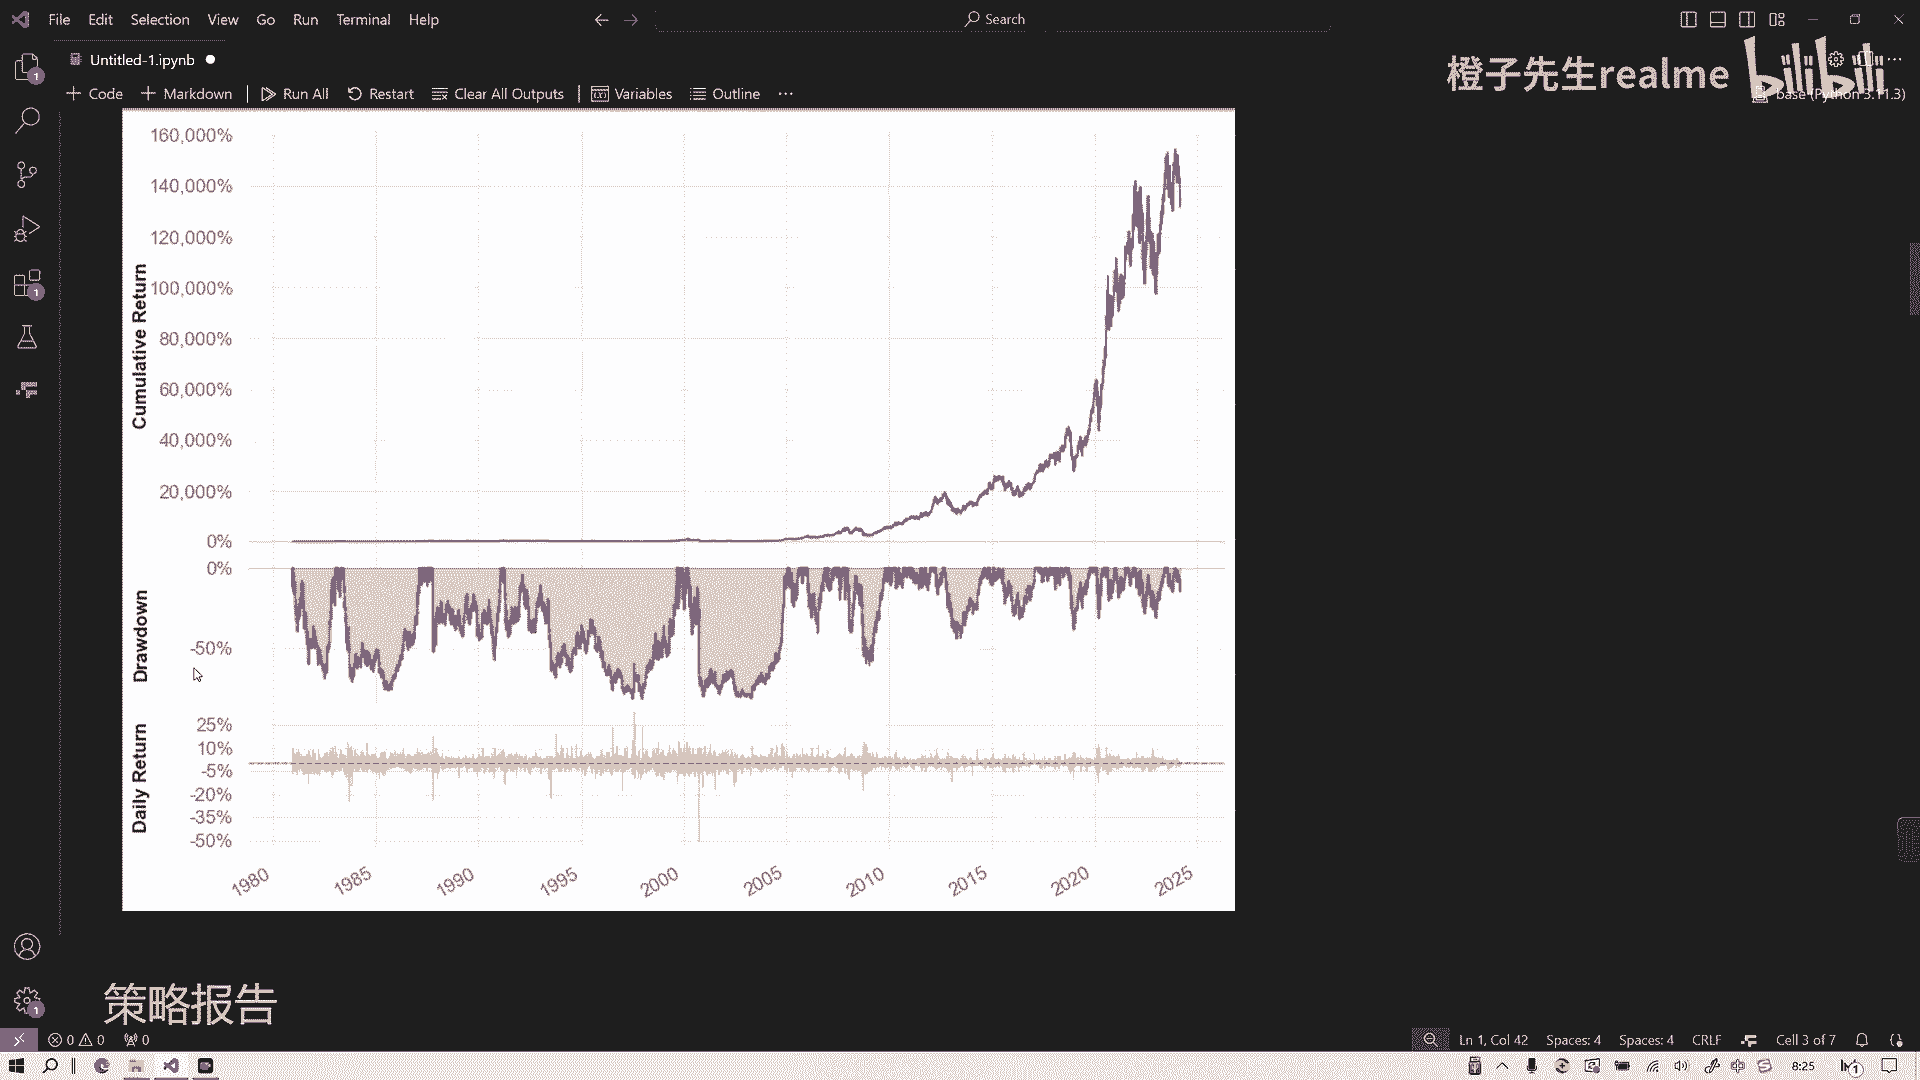 File Edit Selection View Go Run Terminal Help
Search
Untitled-1.ipynb
橙子先生realme bilibili
Code Markdown Run All Restart Clear All Outputs Variables Outline ...
base (Python 3.11.3)
160,000%
140,000%
120,000%
100,000%
80,000%
60,000%
40,000%
20,000%
0%
Cumulative Return
0%
-50%
Drawdown
25%
10%
-5%
-20%
-35%
-50%
Daily Return
1980 1985 1990 1995 2000 2005 2010 2015 2020 2025
策略报告
0 0 0
Ln 1, Col 42 Spaces: 4 Spaces: 4 CRLF Cell 3 of 7
中 8:25